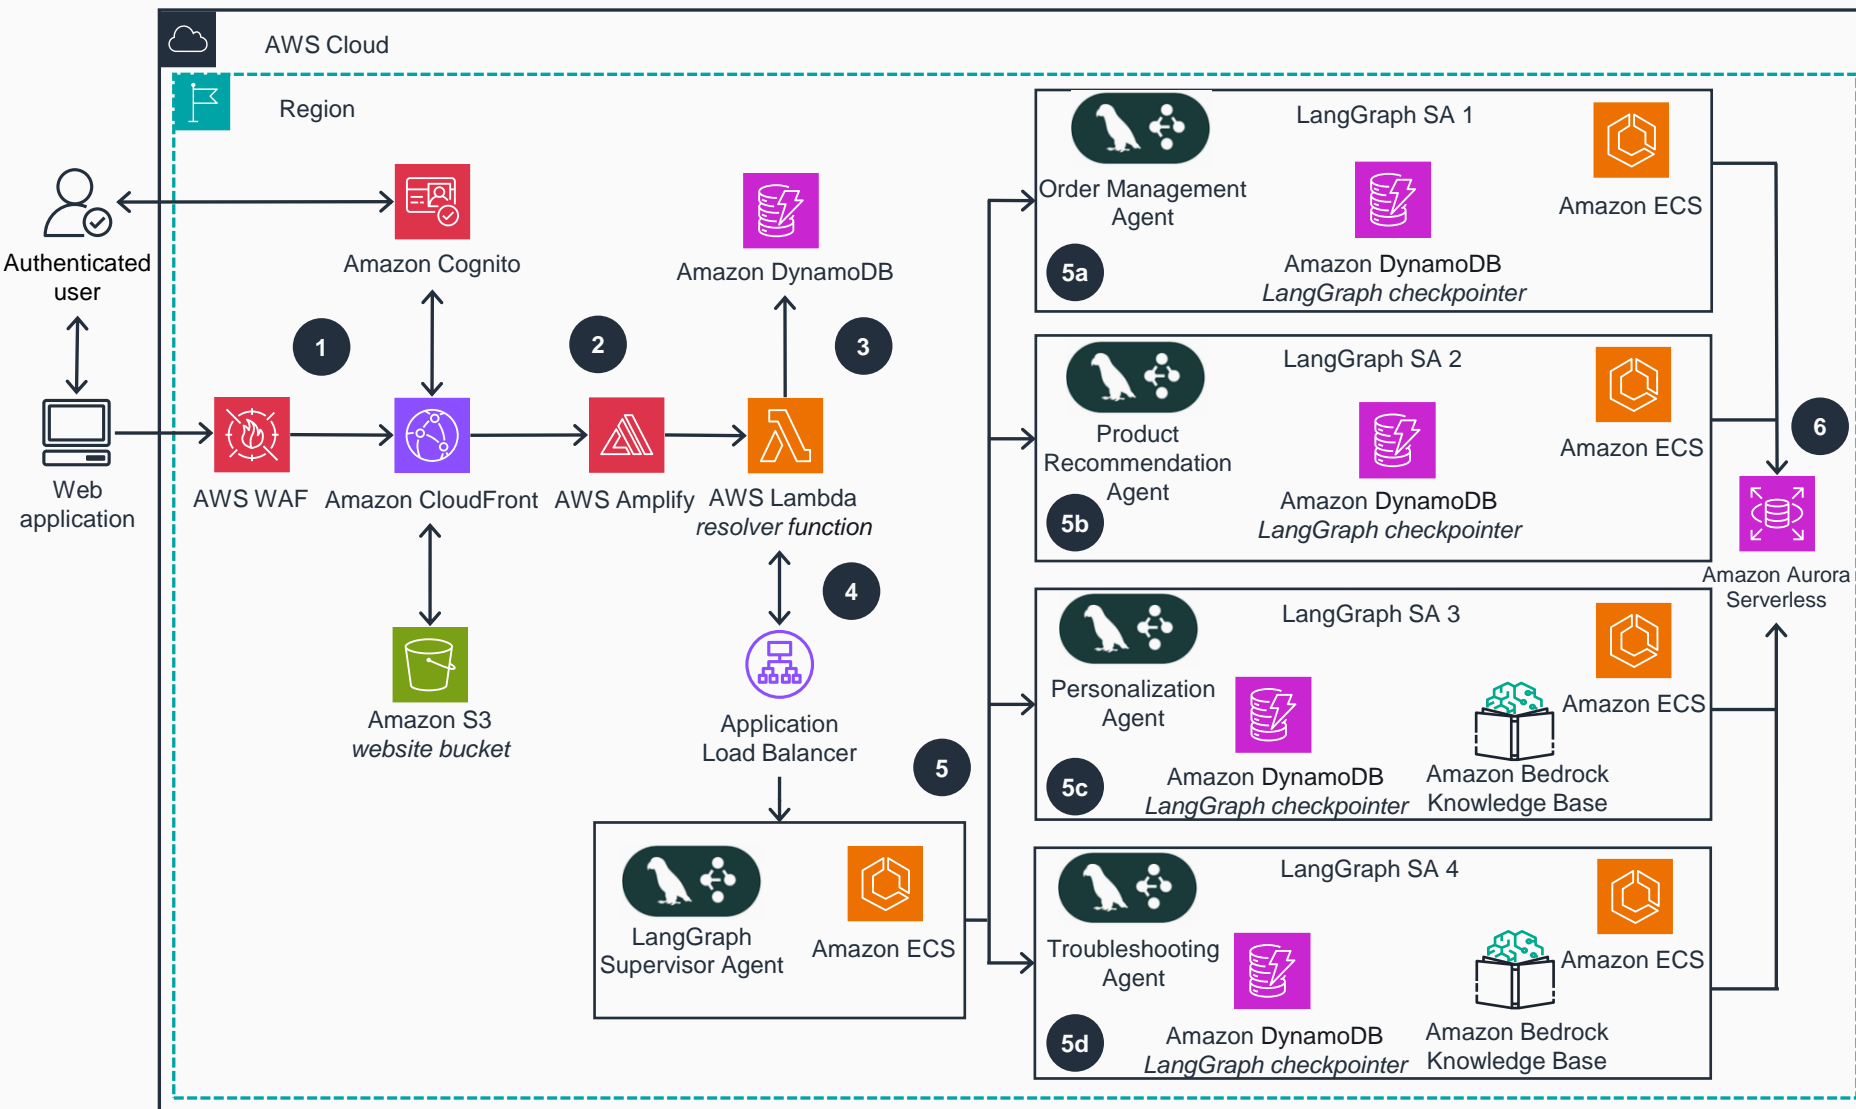 AWS Cloud
Region
Authenticated
user
Web
application
AWS WAF
1
Amazon Cognito
Amazon CloudFront
Amazon S3
website bucket
2
AWS Amplify
Amazon DynamoDB
3
AWS Lambda
resolver function
4
Application
Load Balancer
5
LangGraph
Supervisor Agent
Amazon ECS
LangGraph SA 1
Order Management
Agent
5a
Amazon DynamoDB
LangGraph checkpointer
Amazon ECS
LangGraph SA 2
Product
Recommendation
Agent
5b
Amazon DynamoDB
LangGraph checkpointer
Amazon ECS
LangGraph SA 3
Personalization
Agent
5c
Amazon DynamoDB
LangGraph checkpointer
Amazon Bedrock
Knowledge Base
Amazon ECS
LangGraph SA 4
Troubleshooting
Agent
5d
Amazon DynamoDB
LangGraph checkpointer
Amazon Bedrock
Knowledge Base
Amazon ECS
6
Amazon Aurora
Serverless